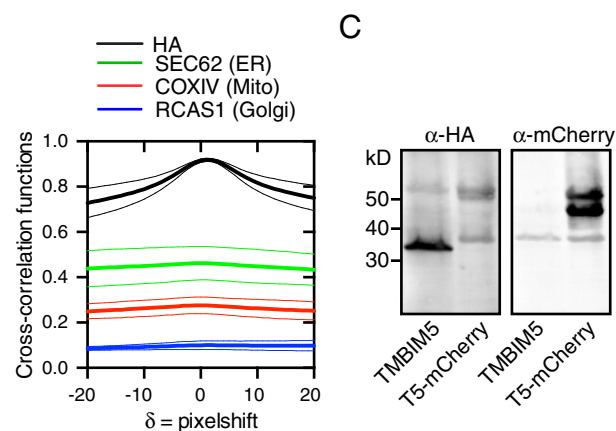 C
HA
SEC62 (ER)
COXIV (Mito)
RCAS1 (Golgi)
Cross-correlation functions
1.0
0.8
0.6
0.4
0.2
0.0
-20 -10 0 10 20
δ = pixelshift
α-HA α-mCherry
kD
50
40
30
TMBIM5
T5-mCherry
TMBIM5
T5-mCherry